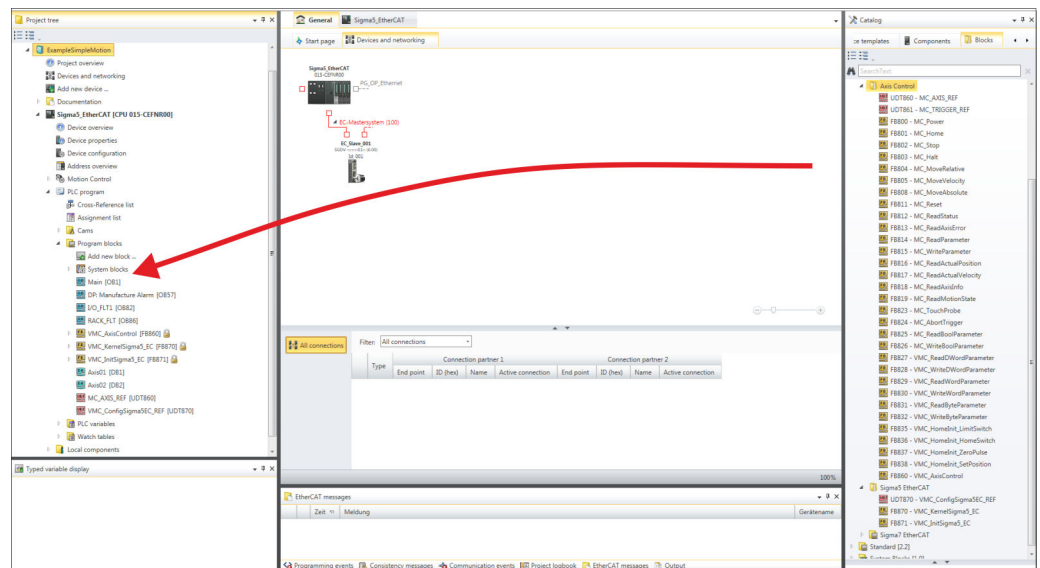 Project tree
ExampleSimpleMotion
Project overview
Devices and networking
Add new device ...
Documentation
Sigma5_EtherCAT [CPU 015-CEFNR00]
Device overview
Device properties
Device configuration
Address overview
Motion Control
PLC program
Cross-Reference list
Assignment list
Cams
Program blocks
Add new block ...
System blocks
Main [OB1]
DP: Manufacture Alarm [OB57]
I/O_FLT1 [OB82]
RACK_FLT [OB86]
VMC_AxisControl [FB860]
VMC_KernelSigma5_EC [FB870]
VMC_InitSigma5_EC [FB871]
Axis01 [DB1]
Axis02 [DB2]
MC_AXIS_REF [UDT860]
VMC_ConfigSigma5EC_REF [UDT870]
PLC variables
Watch tables
Local components
Typed variable display
General Sigma5_EtherCAT
Start page Devices and networking
Sigma5_EtherCAT
015-CEFNR00
PG_OP_Ethernet
EC-Mastersystem (100)
EC_Slave_001
All connections
Filter: All connections
Type Connection partner 1 Connection partner 2
End point ID (hex) Name Active connection End point ID (hex) Name Active connection
100%
EtherCAT messages
Zeit Meldung Gerätename
Programming events Consistency messages Communication events Project logbook EtherCAT messages Output
Catalog
ce templates Components Blocks
SearchText
Axis Control
UDT860 - MC_AXIS_REF
UDT861 - MC_TRIGGER_REF
FB800 - MC_Power
FB801 - MC_Home
FB802 - MC_Stop
FB803 - MC_Halt
FB804 - MC_MoveRelative
FB805 - MC_MoveVelocity
FB808 - MC_MoveAbsolute
FB811 - MC_Reset
FB812 - MC_ReadStatus
FB813 - MC_ReadAxisError
FB814 - MC_ReadParameter
FB815 - MC_WriteParameter
FB816 - MC_ReadActualPosition
FB817 - MC_ReadActualVelocity
FB818 - MC_ReadAxisInfo
FB819 - MC_ReadMotionState
FB823 - MC_TouchProbe
FB824 - MC_AbortTrigger
FB825 - MC_ReadBoolParameter
FB826 - MC_WriteBoolParameter
FB827 - VMC_ReadDWordParameter
FB828 - VMC_WriteDWordParameter
FB829 - VMC_ReadWordParameter
FB830 - VMC_WriteWordParameter
FB831 - VMC_ReadByteParameter
FB832 - VMC_WriteByteParameter
FB835 - VMC_HomeInit_LimitSwitch
FB836 - VMC_HomeInit_HomeSwitch
FB837 - VMC_HomeInit_ZeroPulse
FB838 - VMC_HomeInit_SetPosition
FB860 - VMC_AxisControl
Sigma5 EtherCAT
UDT870 - VMC_ConfigSigma5EC_REF
FB870 - VMC_KernelSigma5_EC
FB871 - VMC_InitSigma5_EC
Sigma7 EtherCAT
Standard [2.2]